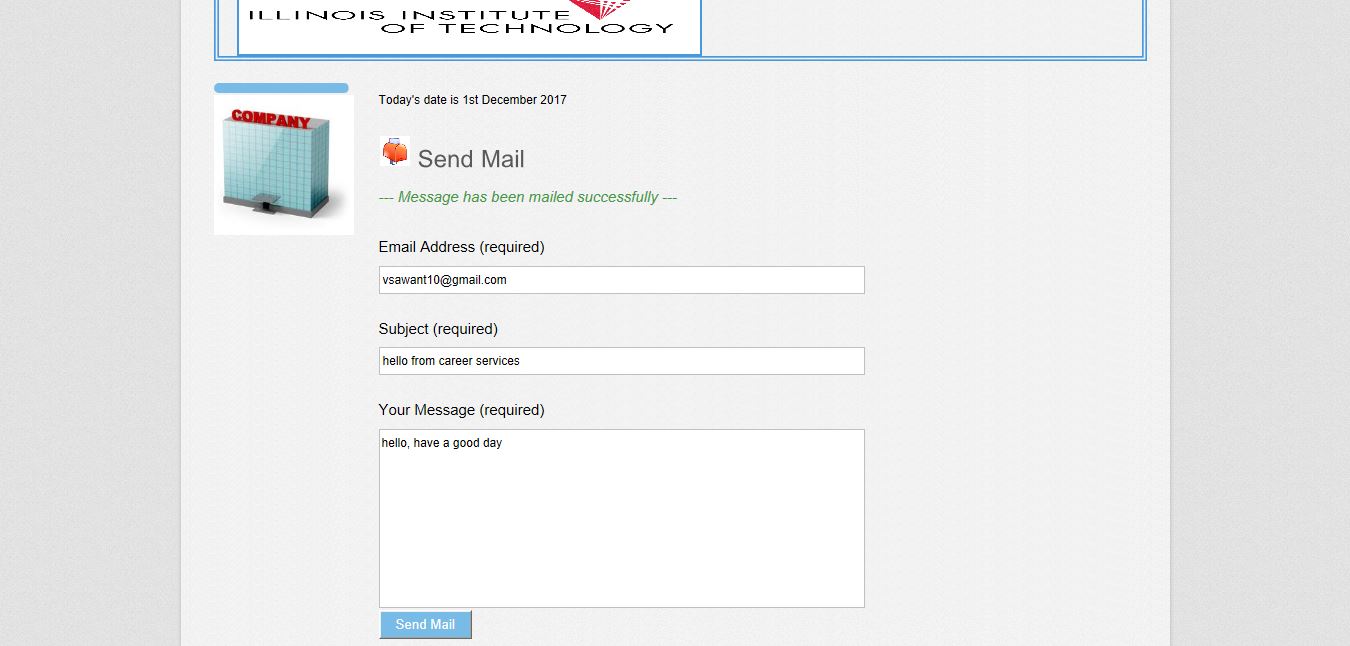 ILLINOIS INSTITUTE
OF TECHNOLOGY
COMPANY
Today's date is 1st December 2017
Send Mail
--- Message has been mailed successfully ---
Email Address (required)
vsawant10@gmail.com
Subject (required)
hello from career services
Your Message (required)
hello, have a good day
Send Mail